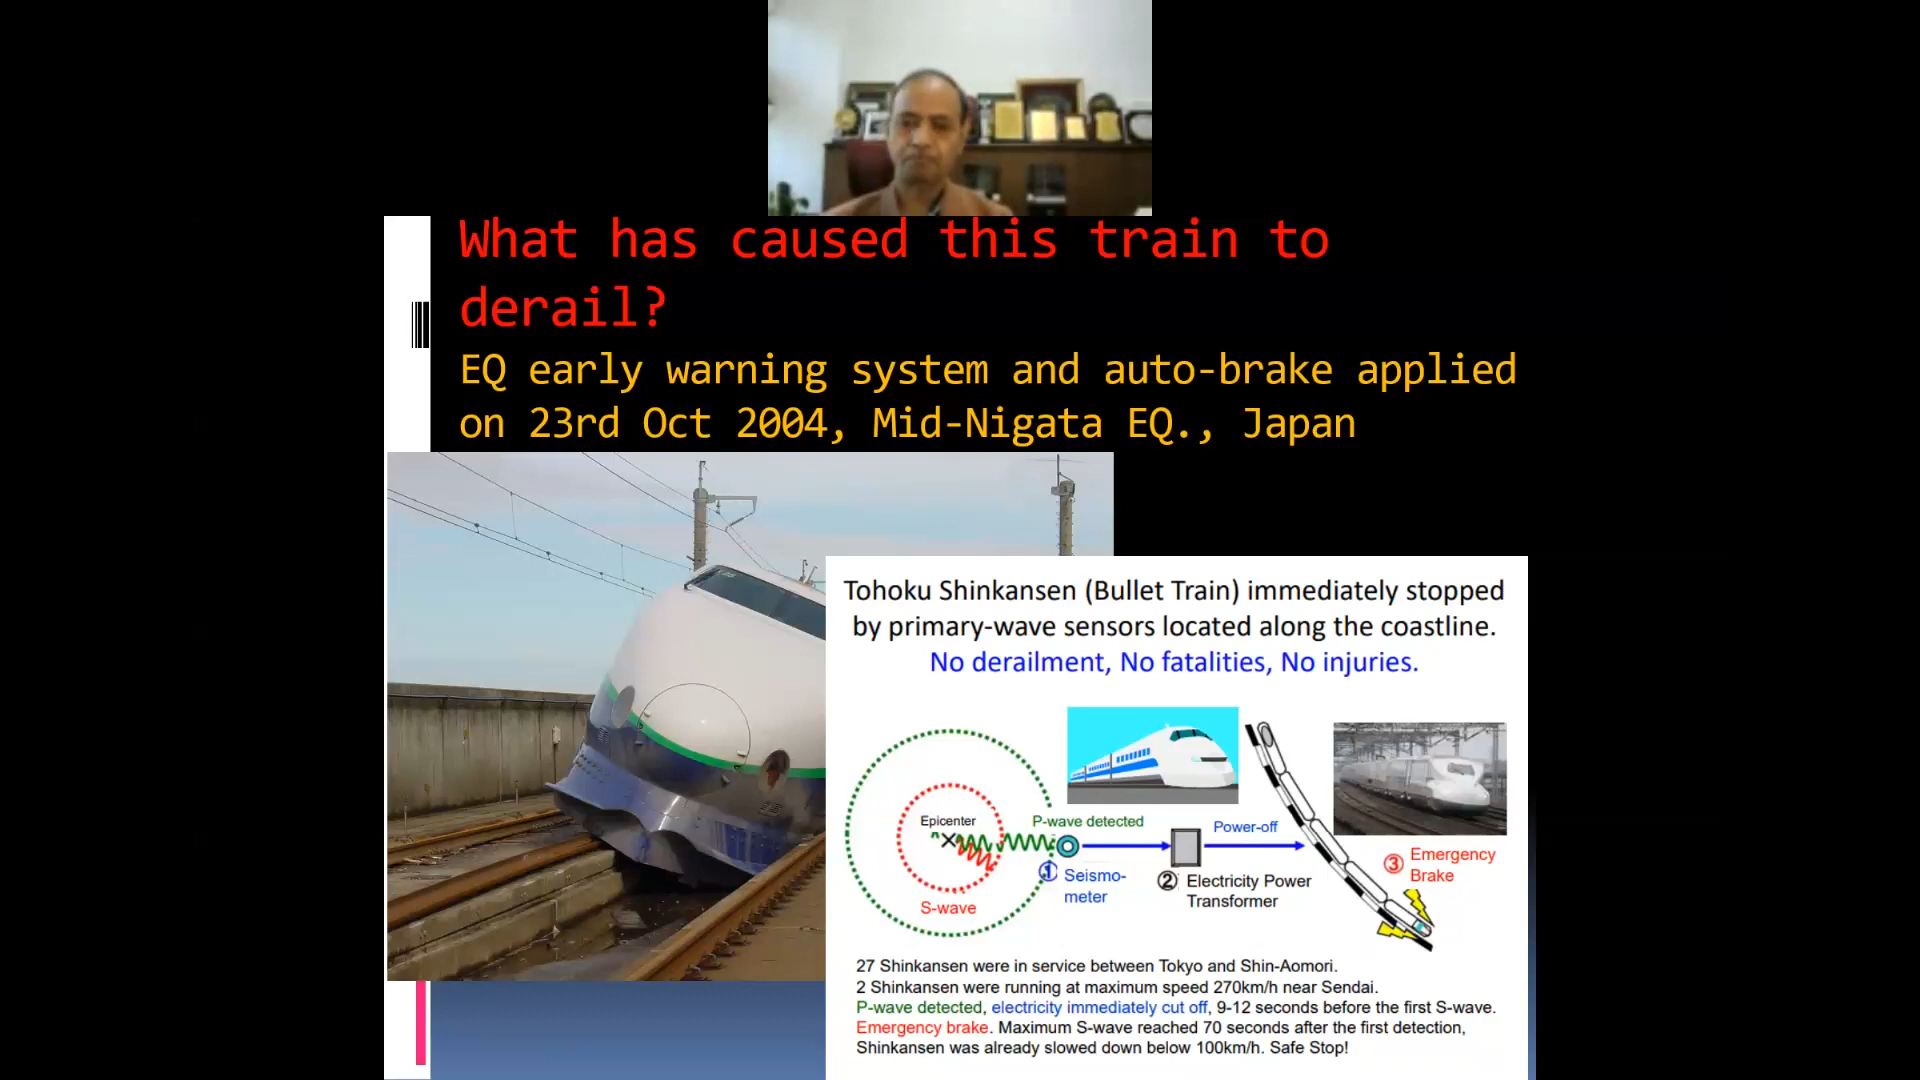 What has caused this train to
derail?
EQ early warning system and auto-brake applied
on 23rd Oct 2004, Mid-Nigata EQ., Japan
Tohoku Shinkansen (Bullet Train) immediately stopped
by primary-wave sensors located along the coastline.
No derailment, No fatalities, No injuries.
Epicenter
S-wave
P-wave detected
① Seismo-
meter
② Electricity Power
Transformer
Power-off
③ Emergency
Brake
27 Shinkansen were in service between Tokyo and Shin-Aomori.
2 Shinkansen were running at maximum speed 270km/h near Sendai.
P-wave detected, electricity immediately cut off, 9-12 seconds before the first S-wave.
Emergency brake. Maximum S-wave reached 70 seconds after the first detection,
Shinkansen was already slowed down below 100km/h. Safe Stop!